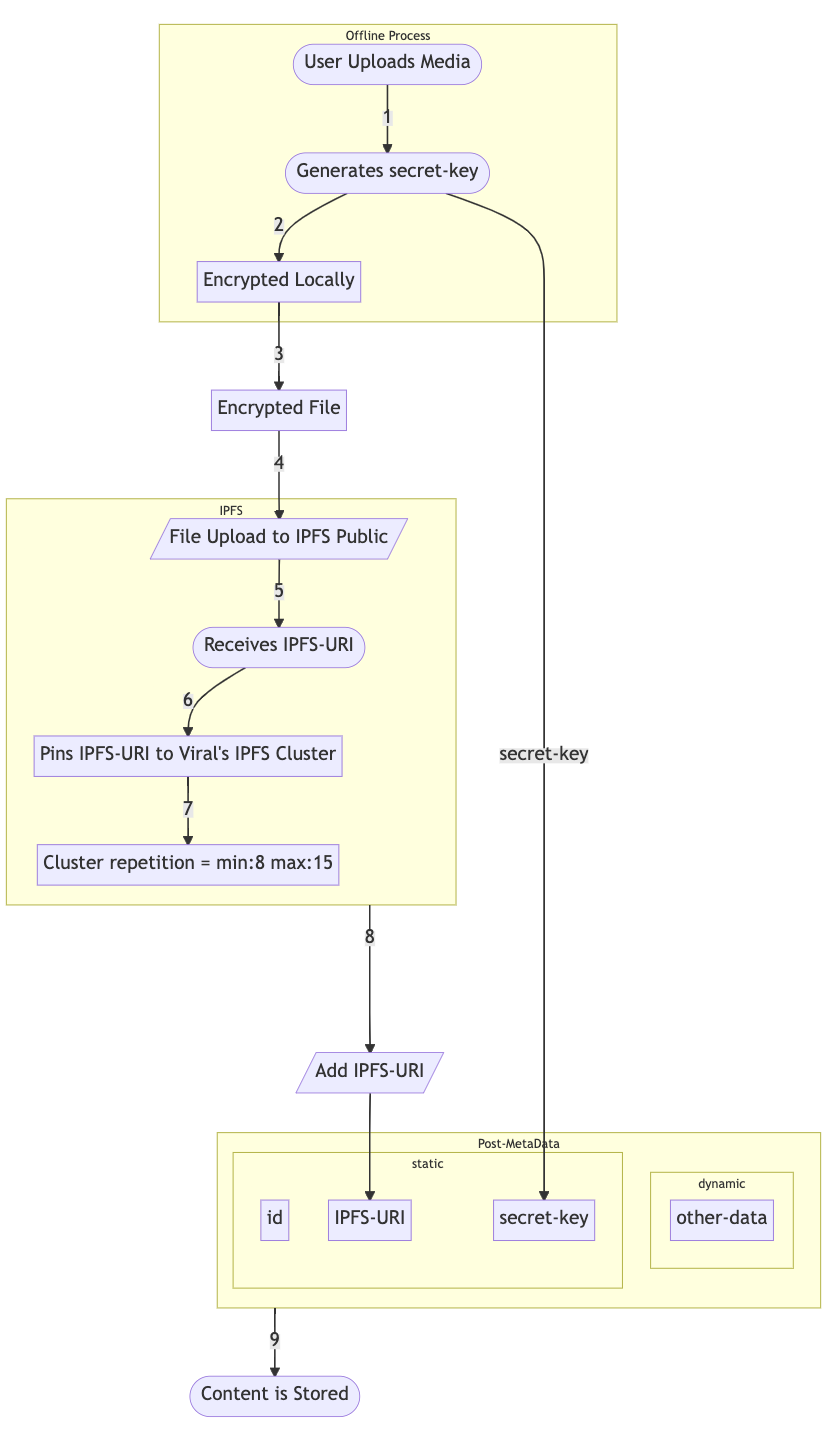 Offline Process
User Uploads Media
1
Generates secret-key
2
Encrypted Locally
3
Encrypted File
4
IPFS
File Upload to IPFS Public
5
Receives IPFS-URI
6
Pins IPFS-URI to Viral's IPFS Cluster
secret-key
7
Cluster repetition = min:8 max:15
8
Add IPFS-URI
Post-MetaData
static
dynamic
id
IPFS-URI
secret-key
other-data
9
Content is Stored